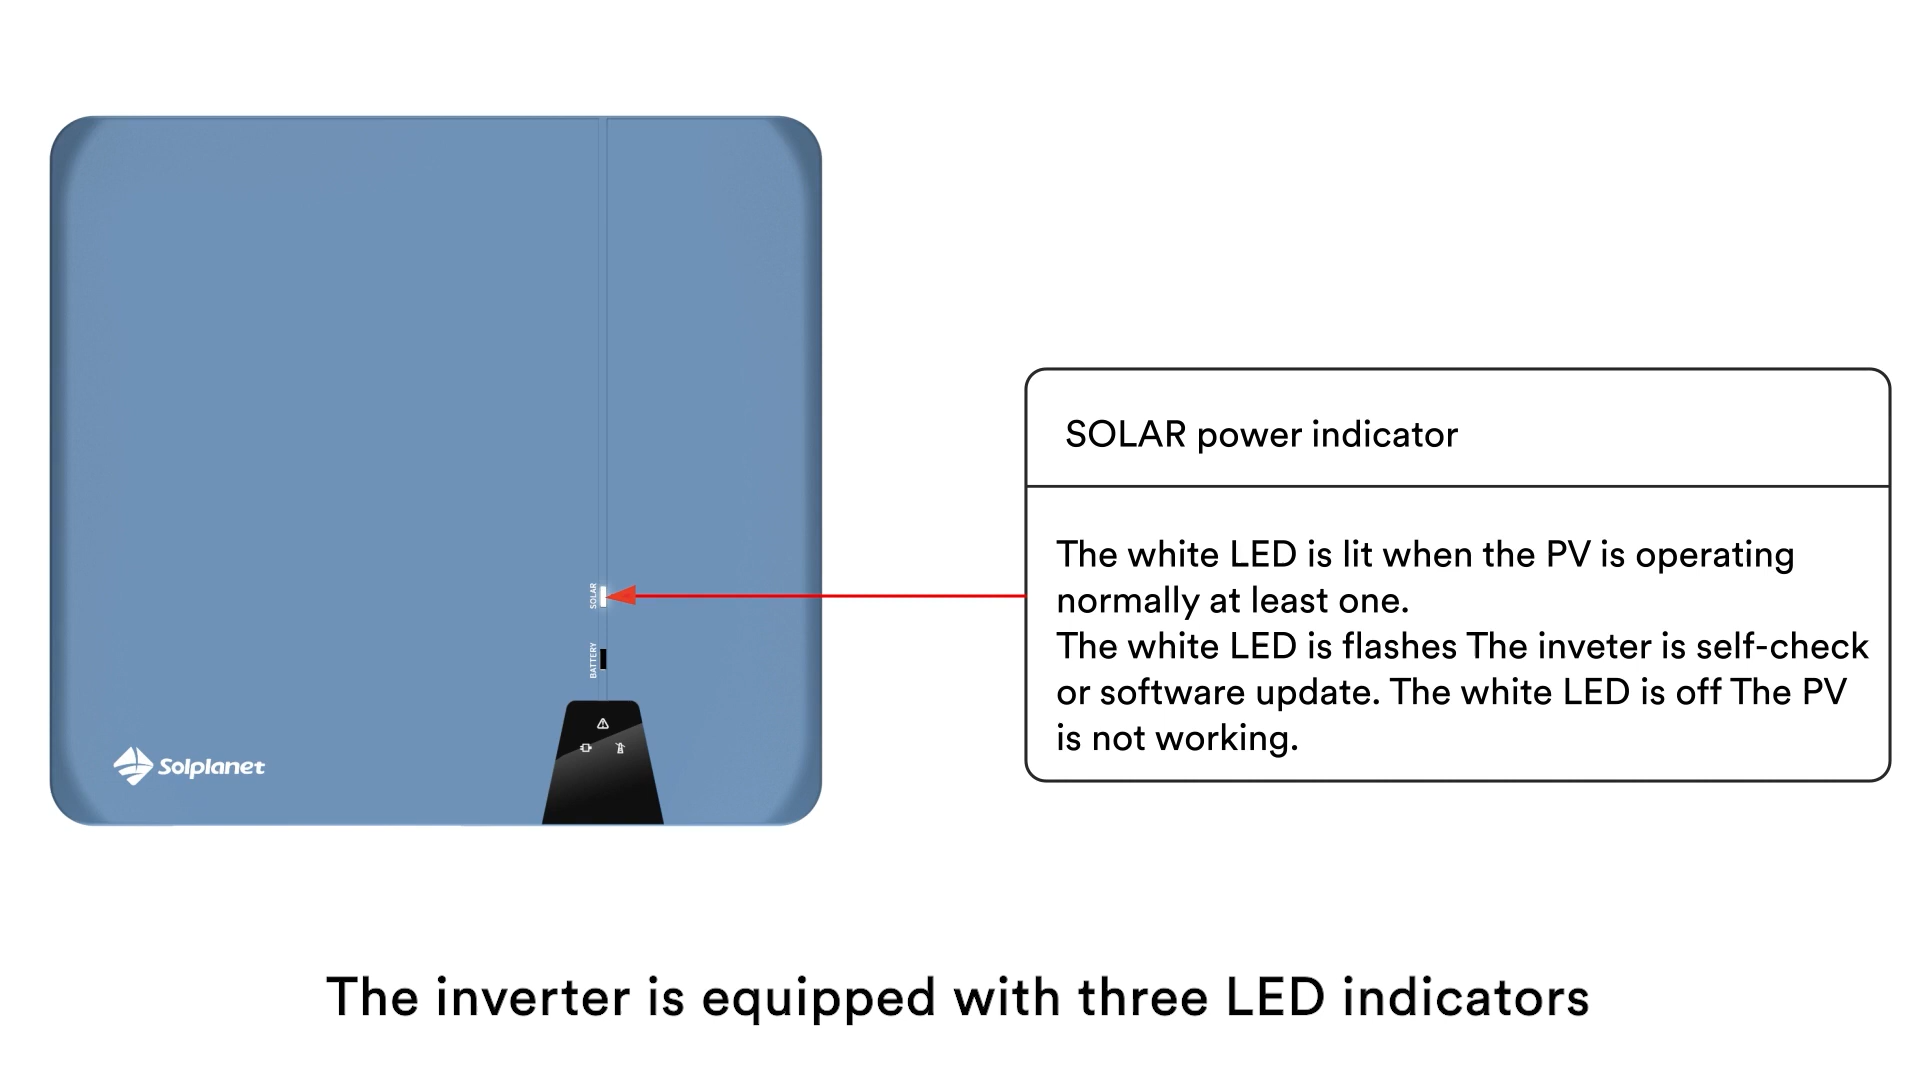 SOLAR
BATTERY
Solplanet
SOLAR power indicator
The white LED is lit when the PV is operating
normally at least one.
The white LED is flashes The inveter is self-check
or software update. The white LED is off The PV
is not working.
The inverter is equipped with three LED indicators